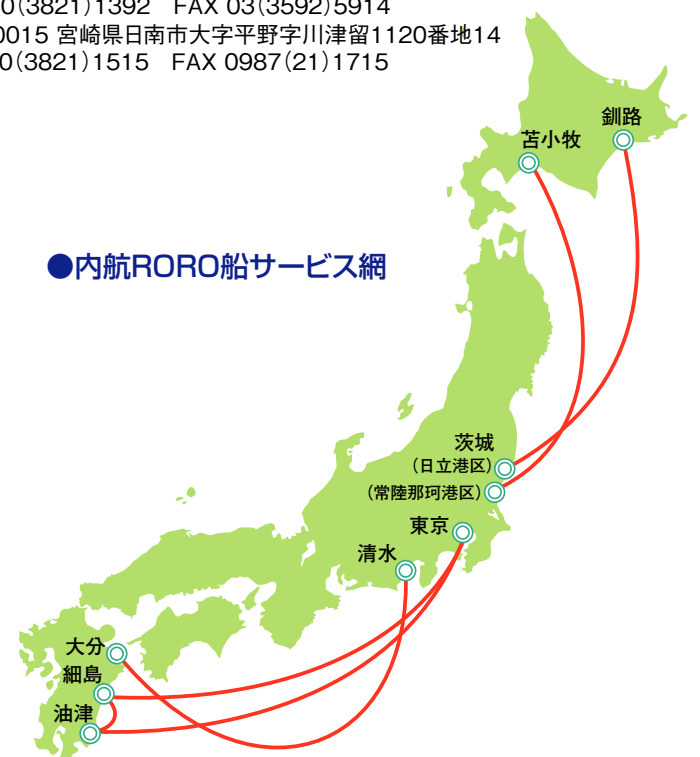 0(3821)1392　FAX 03(3592)5914
0015 宮崎県日南市大字平野字川津留1120番地14
0(3821)1515　FAX 0987(21)1715
釧路
苫小牧
●内航RORO船サービス網
茨城
(日立港区)
(常陸那珂港区)
東京
清水
大分
細島
油津